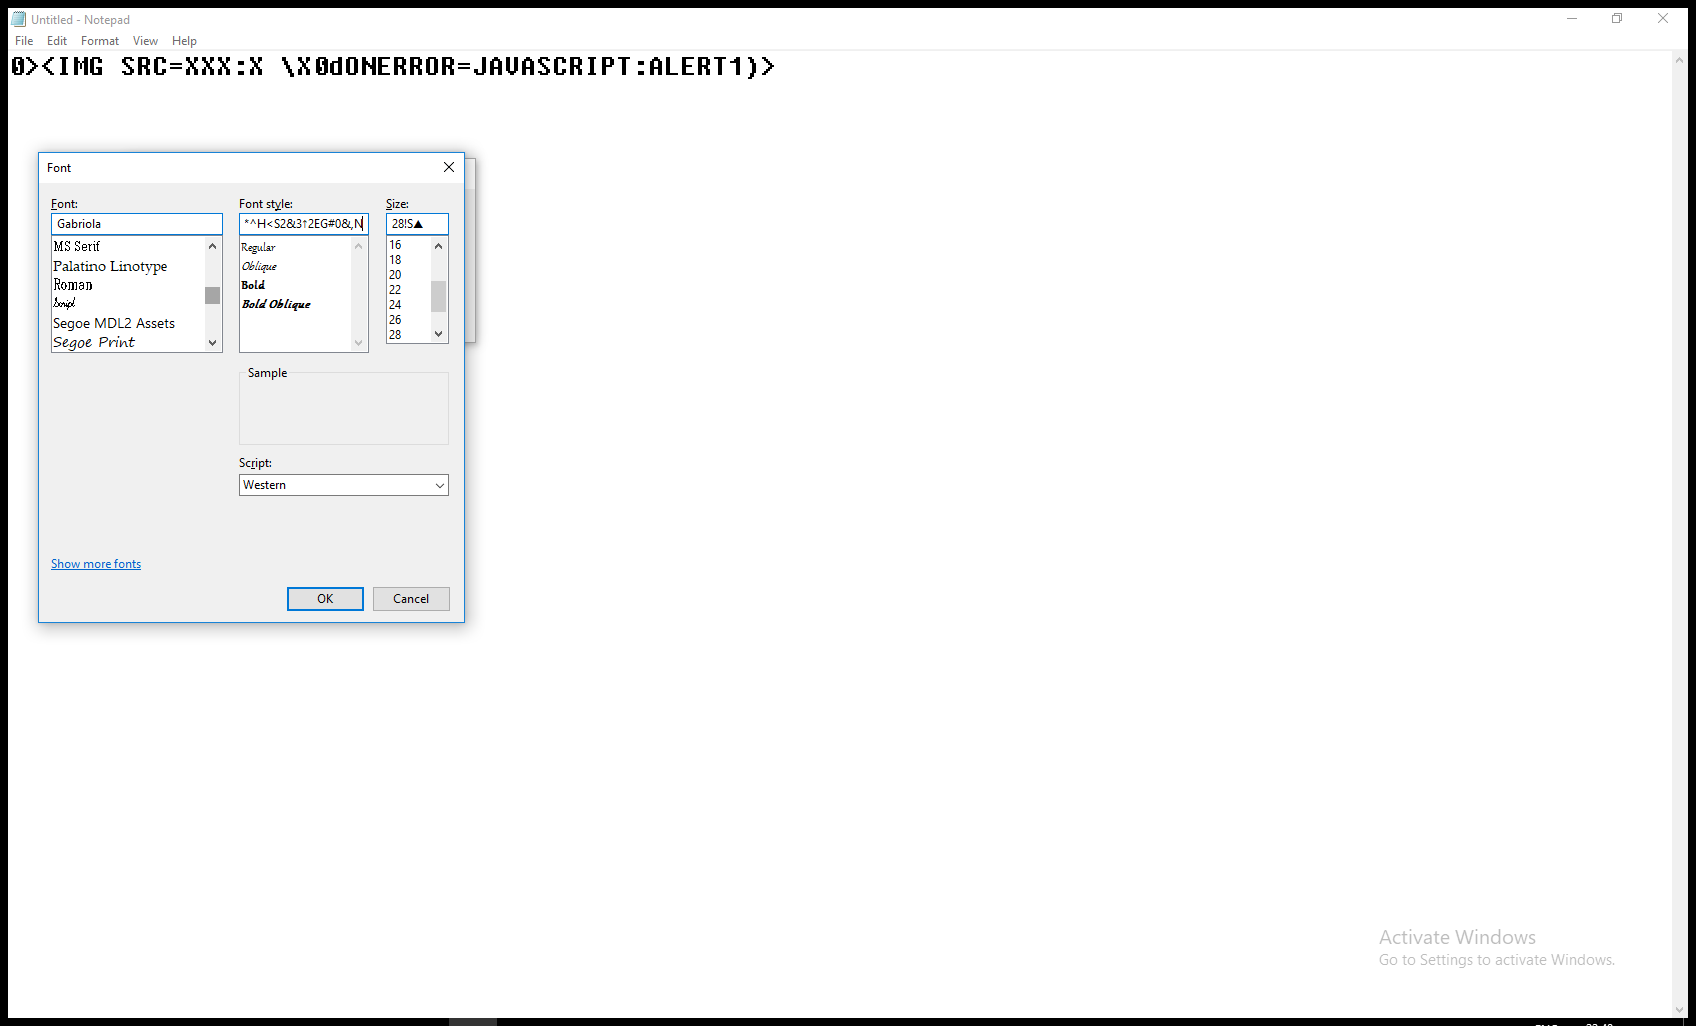 Untitled - Notepad
File Edit Format View Help
0><IMG SRC=XXX:X \X0dONERROR=JAVASCRIPT:ALERT1)>
Font
Font: Font style: Size:
Gabriola *^H<S2&3↑2EG#0&,N 28!S▲
MS Serif
Palatino Linotype
Roman
Script
Segoe MDL2 Assets
Segoe Print
Regular
Oblique
Bold
Bold Oblique
16
18
20
22
24
26
28
Sample
Script:
Western
Show more fonts
OK Cancel
Activate Windows
Go to Settings to activate Windows.